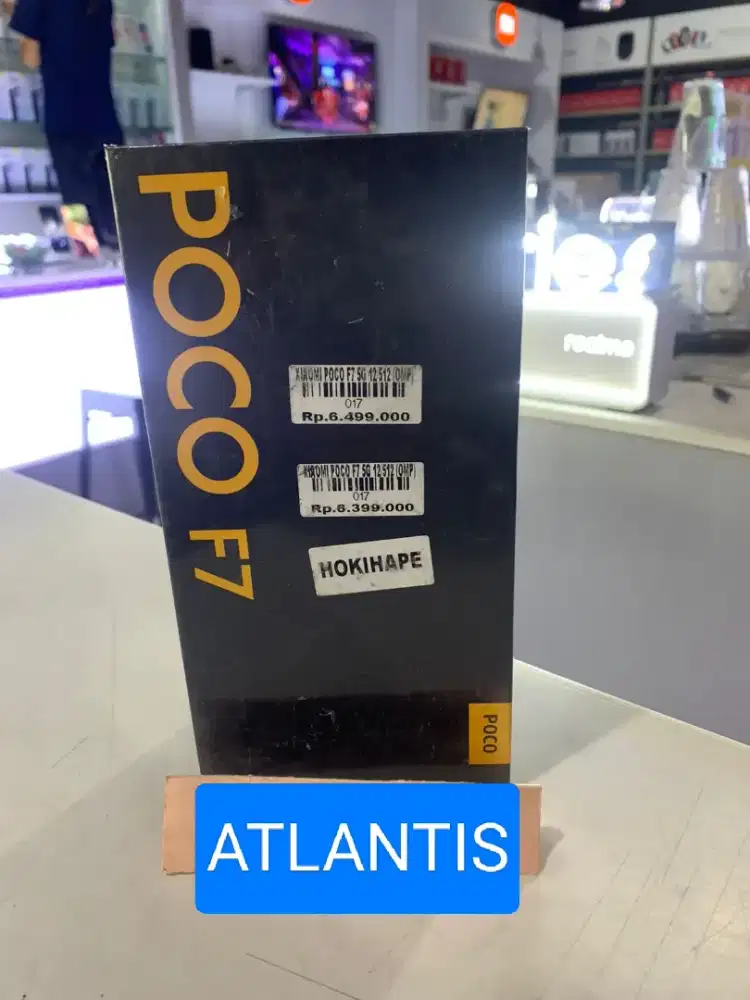 POCO F7
XIAOMI POCO F7 5G 12-512 (OMP)
017
Rp.6.499.000
XIAOMI POCO F7 5G 12-512 (OMP)
017
Rp.6.399.000
HOKIHAPE
POCO
realme
ATLANTIS